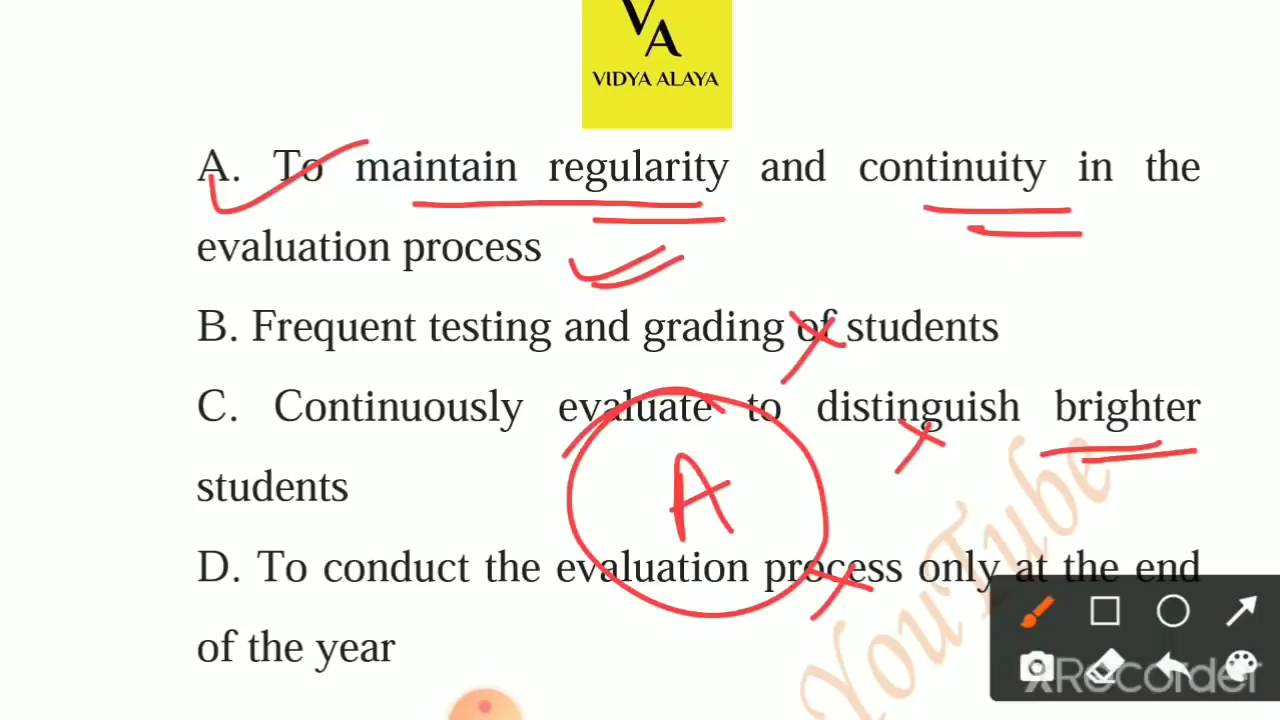 VA
VIDYA ALAYA
A. To maintain regularity and continuity in the
evaluation process
B. Frequent testing and grading of students
C. Continuously evaluate to distinguish brighter
students
A
D. To conduct the evaluation process only at the end
of the year
YouTube
XRecorder